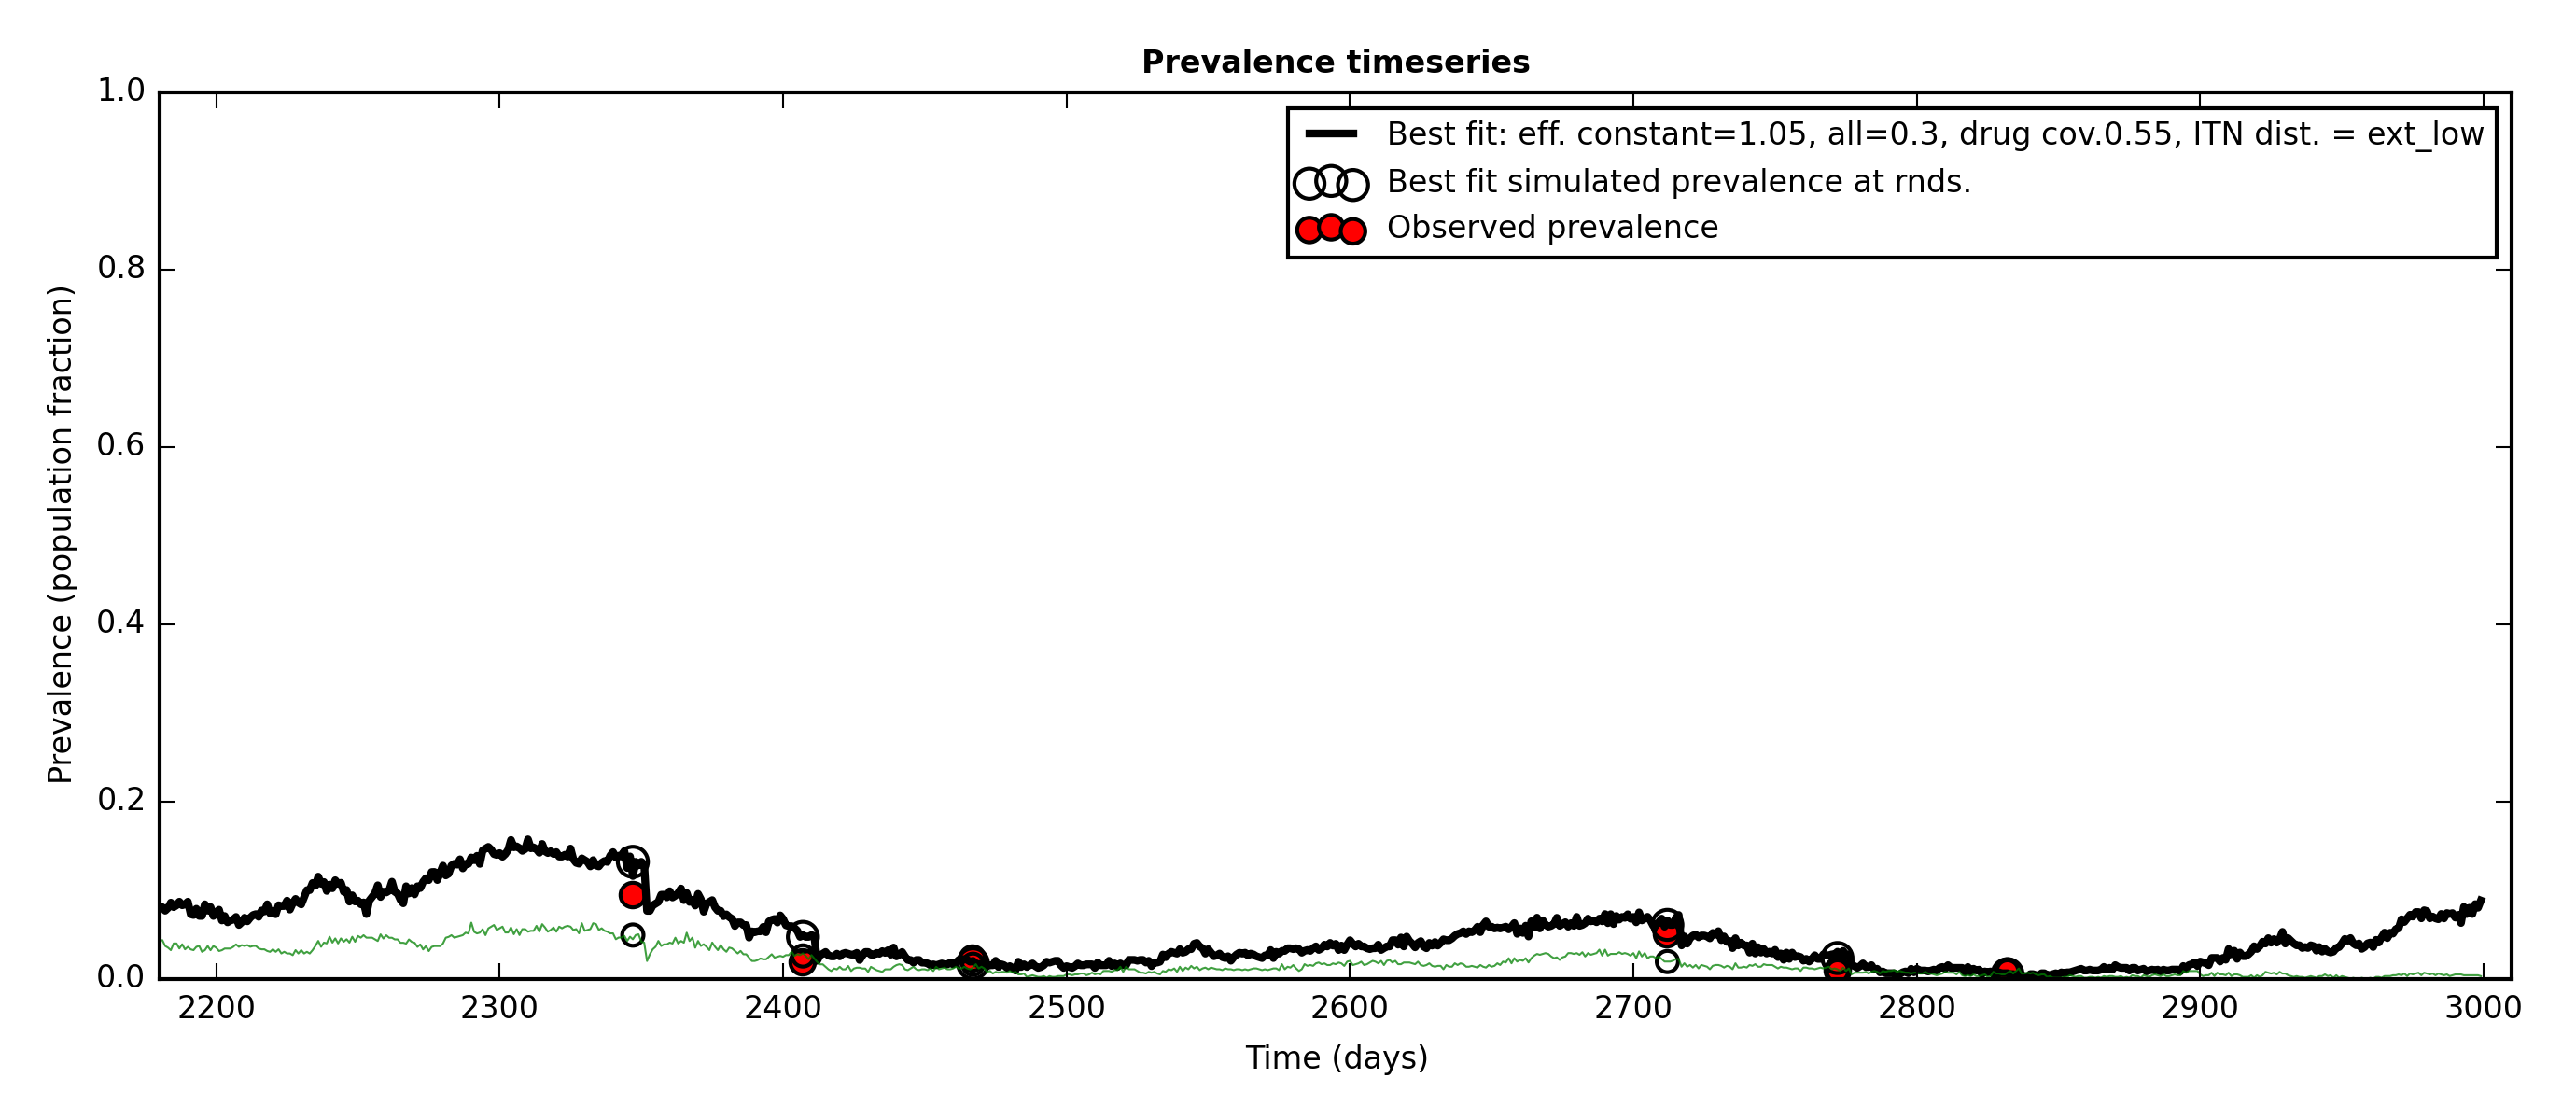 Prevalence timeseries
1.0
0.8
0.6
0.4
0.2
0.0
Prevalence (population fraction)
Best fit: eff. constant=1.05, all=0.3, drug cov.0.55, ITN dist. = ext_low
Best fit simulated prevalence at rnds.
Observed prevalence
2200 2300 2400 2500 2600 2700 2800 2900 3000
Time (days)